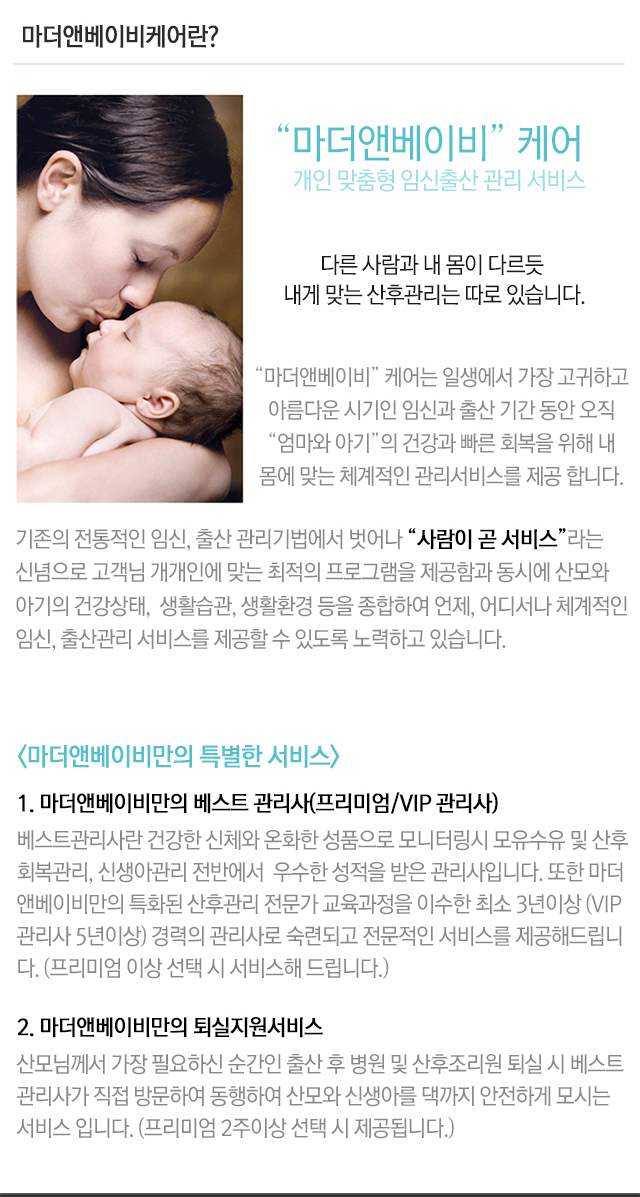 마더앤베이비케어란?
“마더앤베이비” 케어
개인 맞춤형 임신출산 관리 서비스
다른 사람과 내 몸이 다르듯
내게 맞는 산후관리는 따로 있습니다.
“마더앤베이비” 케어는 일생에서 가장 고귀하고
아름다운 시기인 임신과 출산 기간 동안 오직
“엄마와 아기”의 건강과 빠른 회복을 위해 내
몸에 맞는 체계적인 관리서비스를 제공 합니다.
기존의 전통적인 임신, 출산 관리기법에서 벗어나 “사람이 곧 서비스”라는
신념으로 고객님 개개인에 맞는 최적의 프로그램을 제공함과 동시에 산모와
아기의 건강상태,  생활습관, 생활환경 등을 종합하여 언제, 어디서나 체계적인
임신, 출산관리 서비스를 제공할 수 있도록 노력하고 있습니다.
<마더앤베이비만의 특별한 서비스>
1. 마더앤베이비만의 베스트 관리사(프리미엄/VIP 관리사)
베스트관리사란 건강한 신체와 온화한 성품으로 모니터링시 모유수유 및 산후
회복관리, 신생아관리 전반에서  우수한 성적을 받은 관리사입니다. 또한 마더
앤베이비만의 특화된 산후관리 전문가 교육과정을 이수한 최소 3년이상 (VIP
관리사 5년이상) 경력의 관리사로 숙련되고 전문적인 서비스를 제공해드립니
다. (프리미엄 이상 선택 시 서비스해 드립니다.)
2. 마더앤베이비만의 퇴실지원서비스
산모님께서 가장 필요하신 순간인 출산 후 병원 및 산후조리원 퇴실 시 베스트
관리사가 직접 방문하여 동행하여 산모와 신생아를 댁까지 안전하게 모시는
서비스 입니다. (프리미엄 2주이상 선택 시 제공됩니다.)